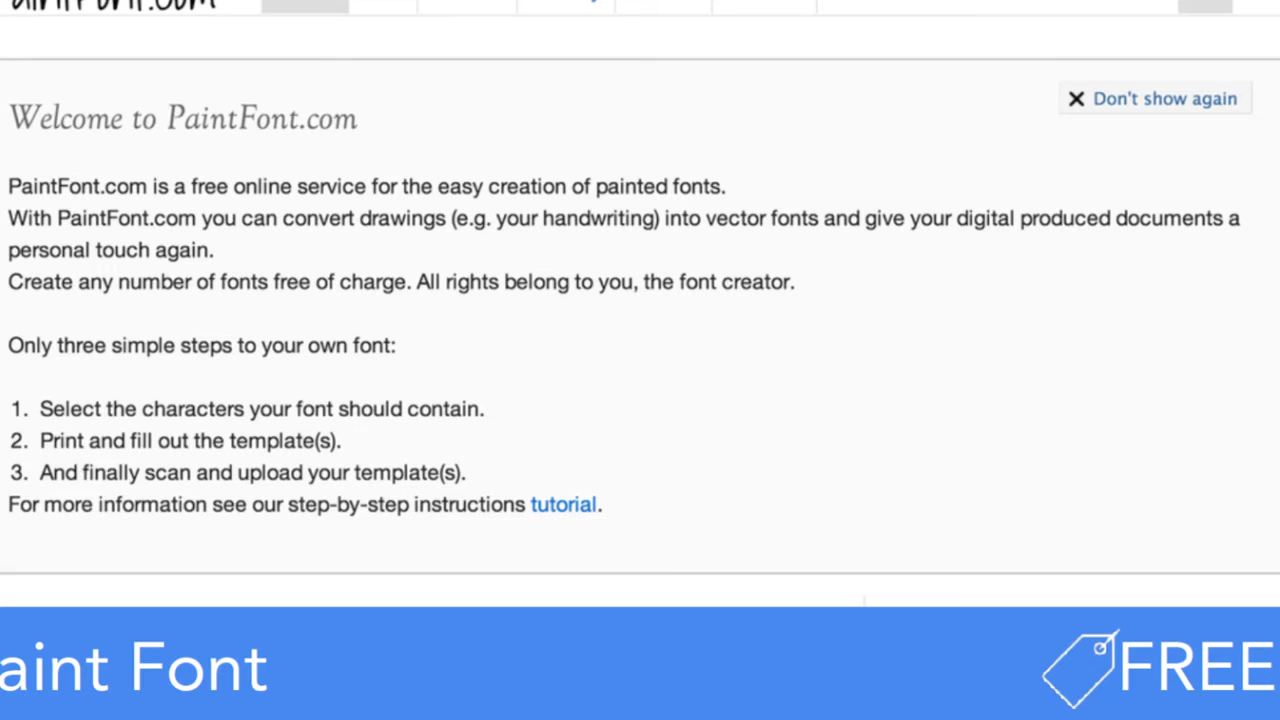 Welcome to PaintFont.com
Don't show again
PaintFont.com is a free online service for the easy creation of painted fonts.
With PaintFont.com you can convert drawings (e.g. your handwriting) into vector fonts and give your digital produced documents a
personal touch again.
Create any number of fonts free of charge. All rights belong to you, the font creator.
Only three simple steps to your own font:
1. Select the characters your font should contain.
2. Print and fill out the template(s).
3. And finally scan and upload your template(s).
For more information see our step-by-step instructions tutorial.
aint Font
FREE